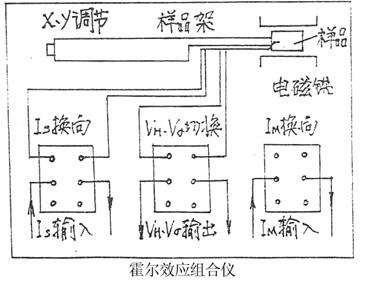 X-Y调节 样品架
样品
电磁铁
Is换向 VH-Vσ切换 IM换向
Is输入 VH-Vσ输出 IM输入
霍尔效应组合仪